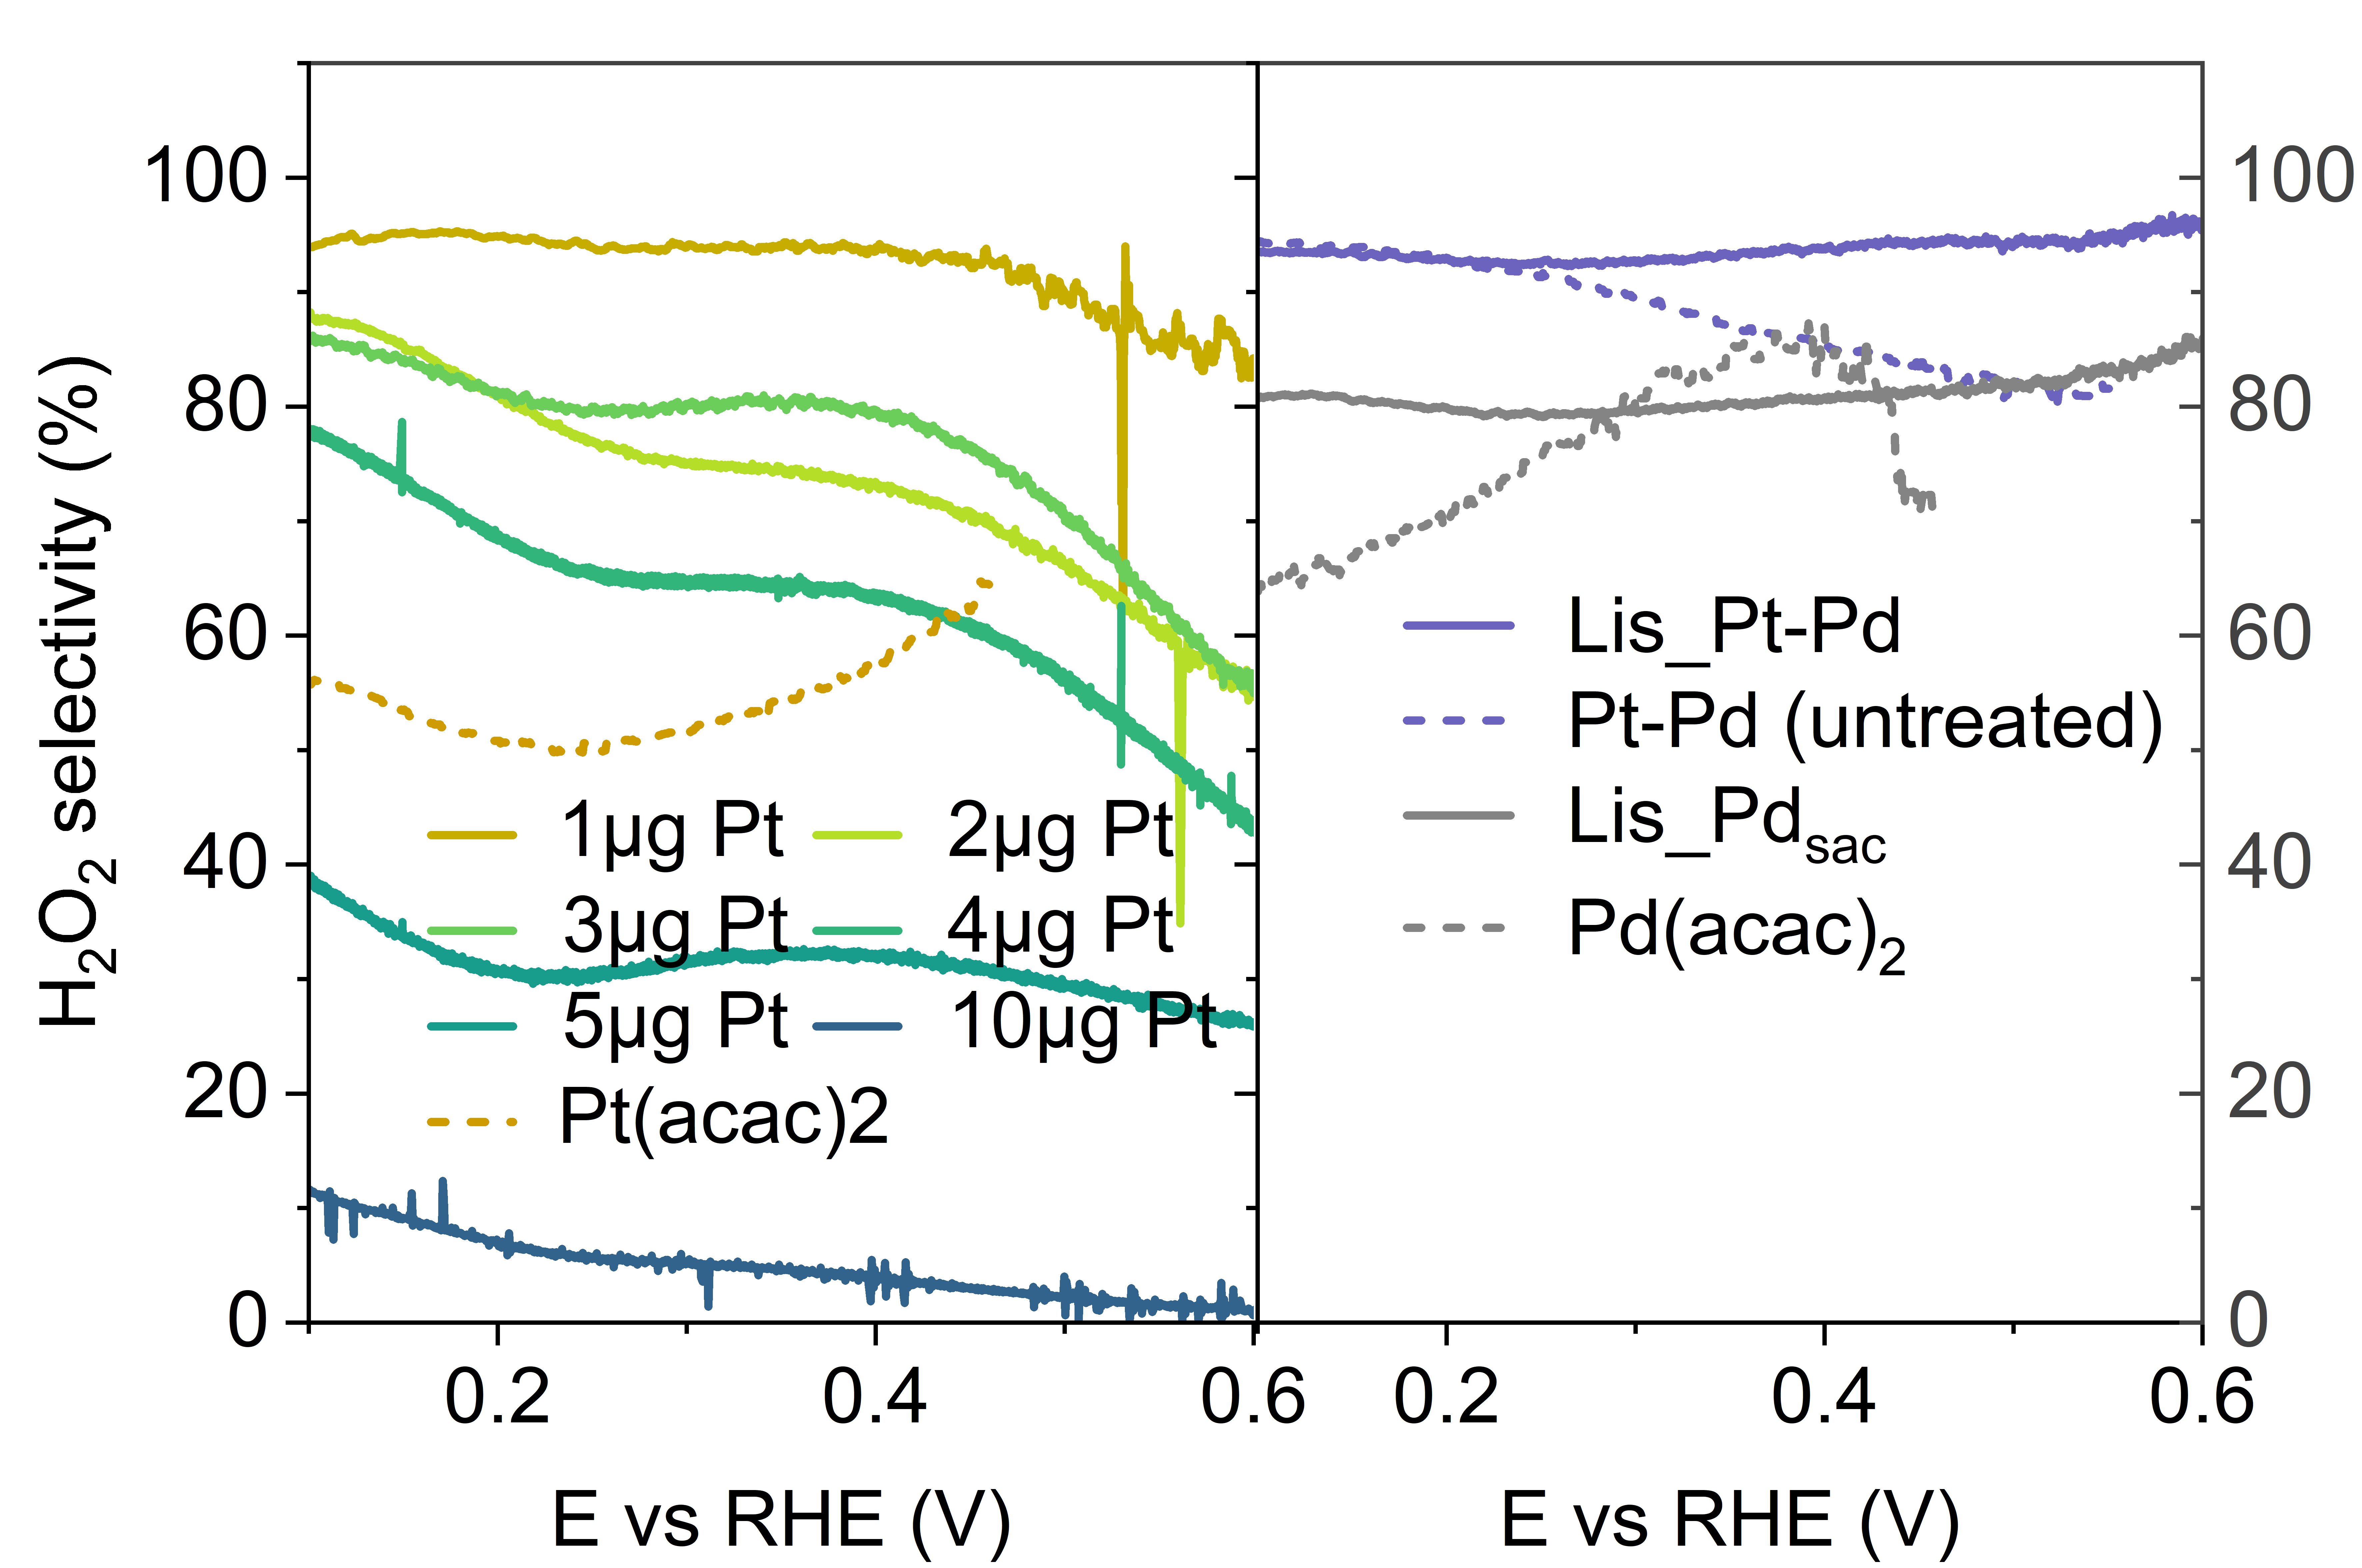 H2O2 selectivity (%)
100
80
60
40
20
0
1µg Pt
2µg Pt
3µg Pt
4µg Pt
5µg Pt
10µg Pt
Pt(acac)2
0.2
0.4
0.6
E vs RHE (V)
Lis_Pt-Pd
Pt-Pd (untreated)
Lis_Pdsac
Pd(acac)2
100
80
60
40
20
0
0.2
0.4
0.6
E vs RHE (V)